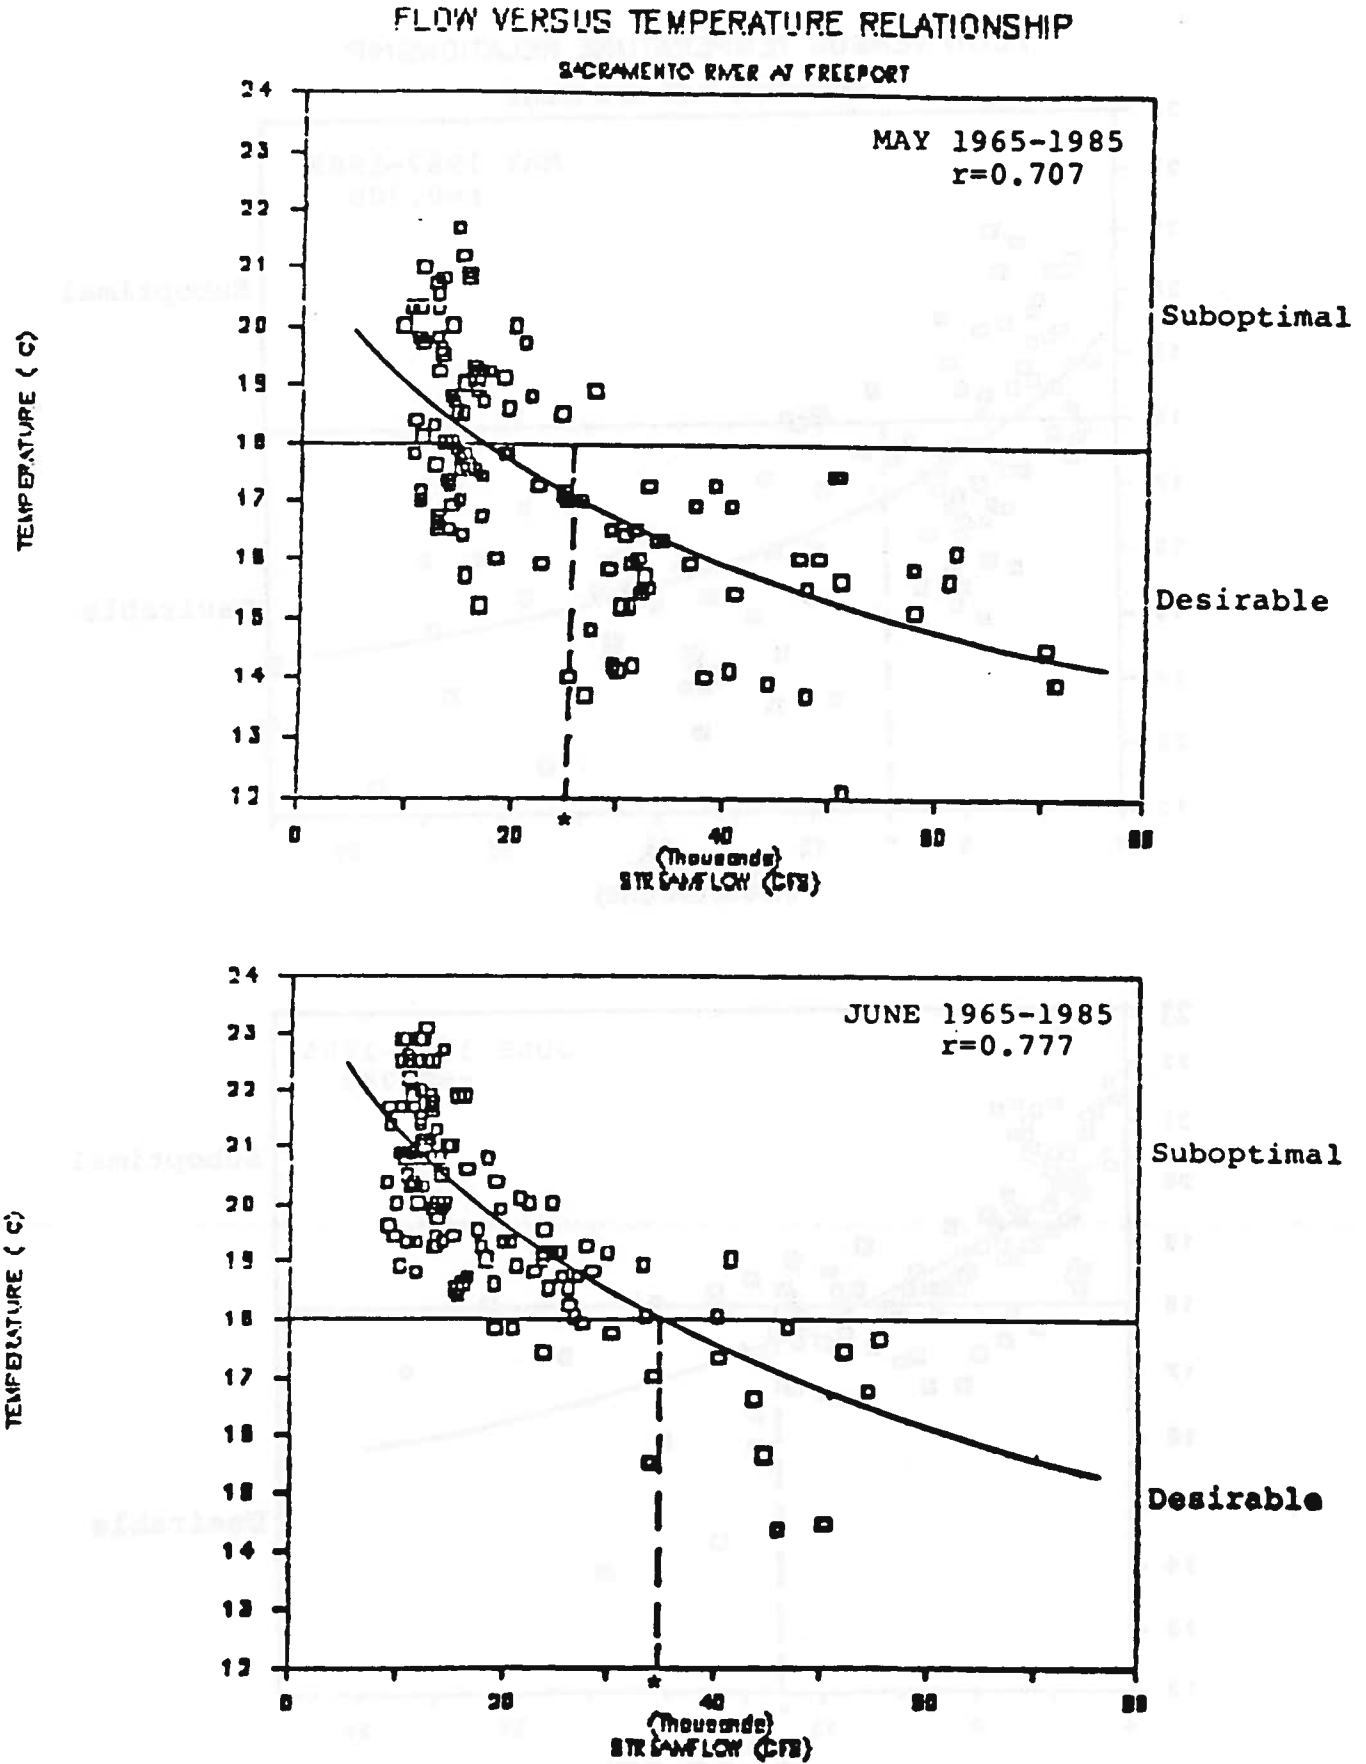 FLOW VERSUS TEMPERATURE RELATIONSHIP
SACRAMENTO RIVER AT FREEPORT
MAY 1965-1985
r=0.707
TEMPERATURE (C)
24
23
22
21
20
19
18
17
16
15
14
13
12
Suboptimal
Desirable
0
20
*
40
60
80
(Thousands)
STREAMFLOW (CFS)
JUNE 1965-1985
r=0.777
TEMPERATURE (C)
24
23
22
21
20
19
18
17
16
15
14
13
12
Suboptimal
Desirable
0
20
*
40
60
80
(Thousands)
STREAMFLOW (CFS)